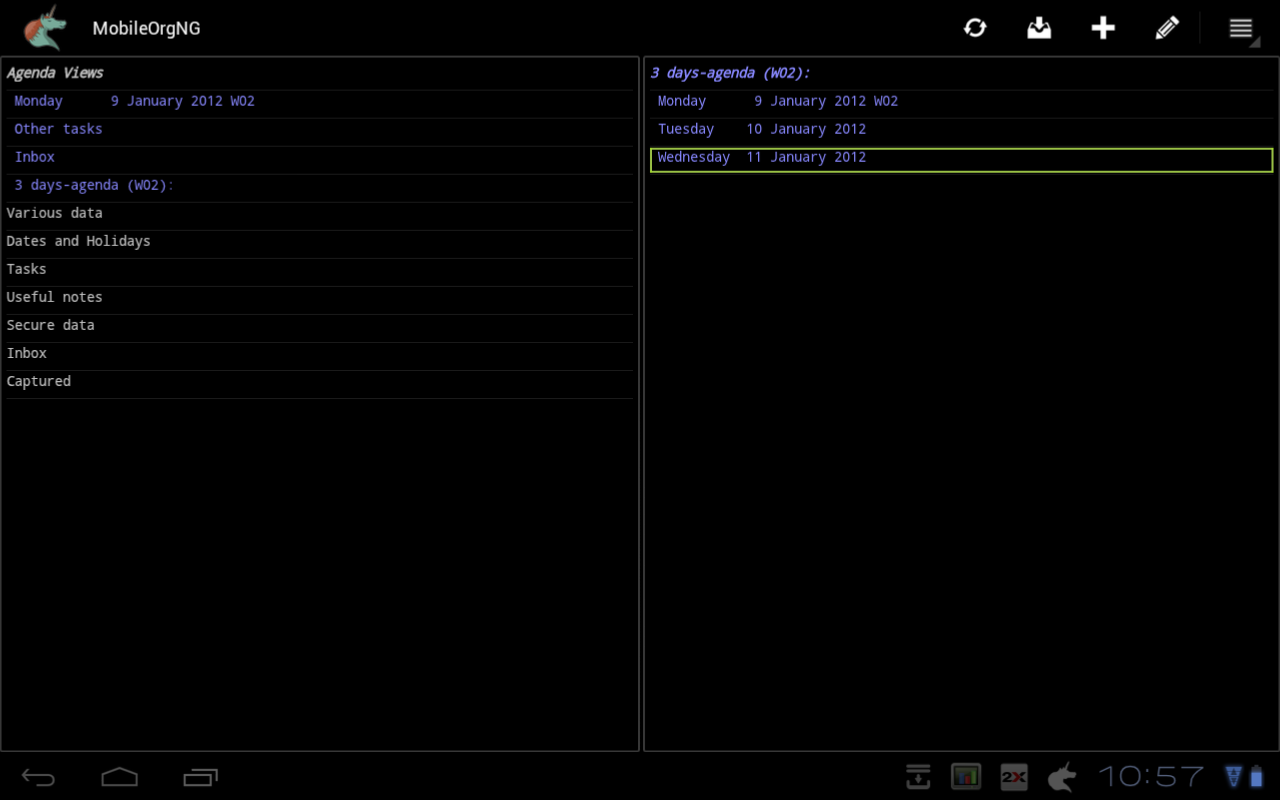 MobileOrgNG
Agenda Views
Monday      9 January 2012 W02
Other tasks
Inbox
3 days-agenda (W02):
Various data
Dates and Holidays
Tasks
Useful notes
Secure data
Inbox
Captured
3 days-agenda (W02):
Monday      9 January 2012 W02
Tuesday    10 January 2012
Wednesday  11 January 2012
2X
10:57